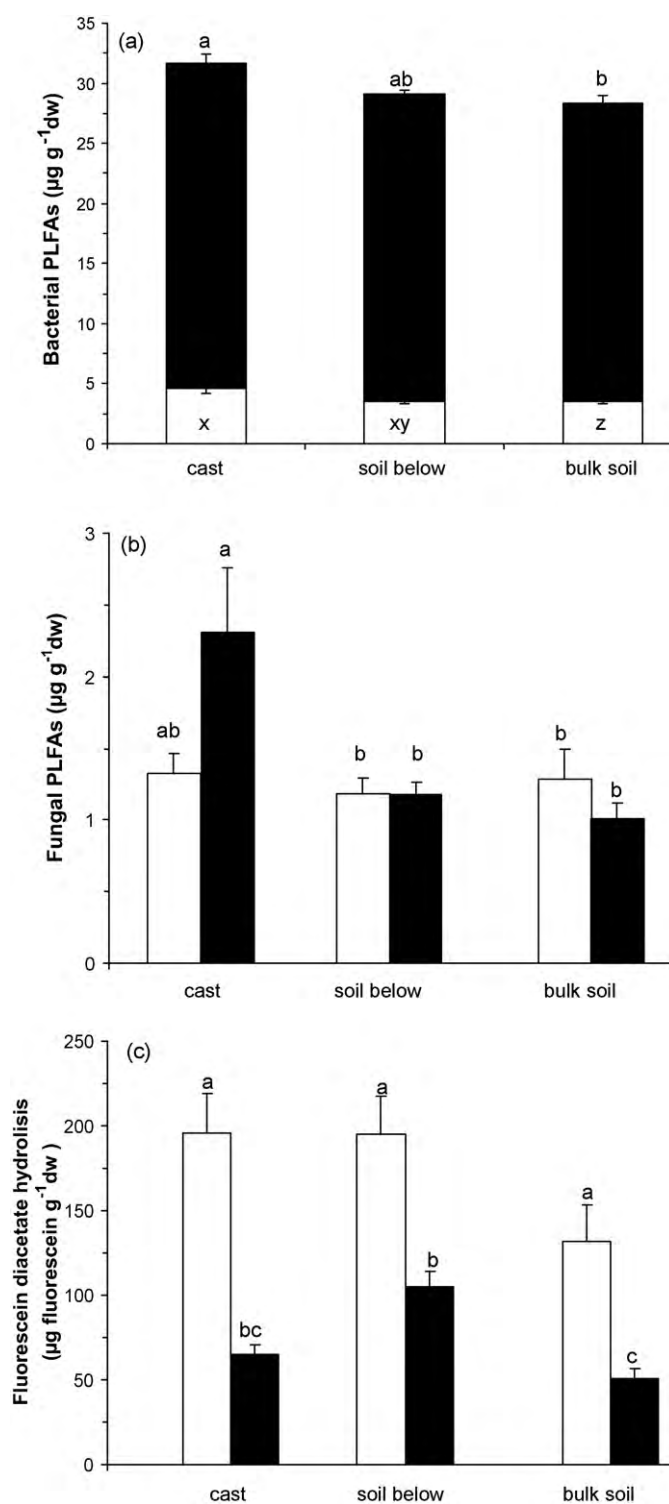 (a)
Bacterial PLFAs (µg g⁻¹dw)
35
30
25
20
15
10
5
0
a
ab
b
x
xy
z
cast
soil below
bulk soil
(b)
Fungal PLFAs (µg g⁻¹dw)
3
2
1
0
ab
a
b
b
b
b
cast
soil below
bulk soil
(c)
Fluorescein diacetate hydrolisis
(µg fluorescein g⁻¹dw )
250
200
150
100
50
0
a
bc
a
b
a
c
cast
soil below
bulk soil